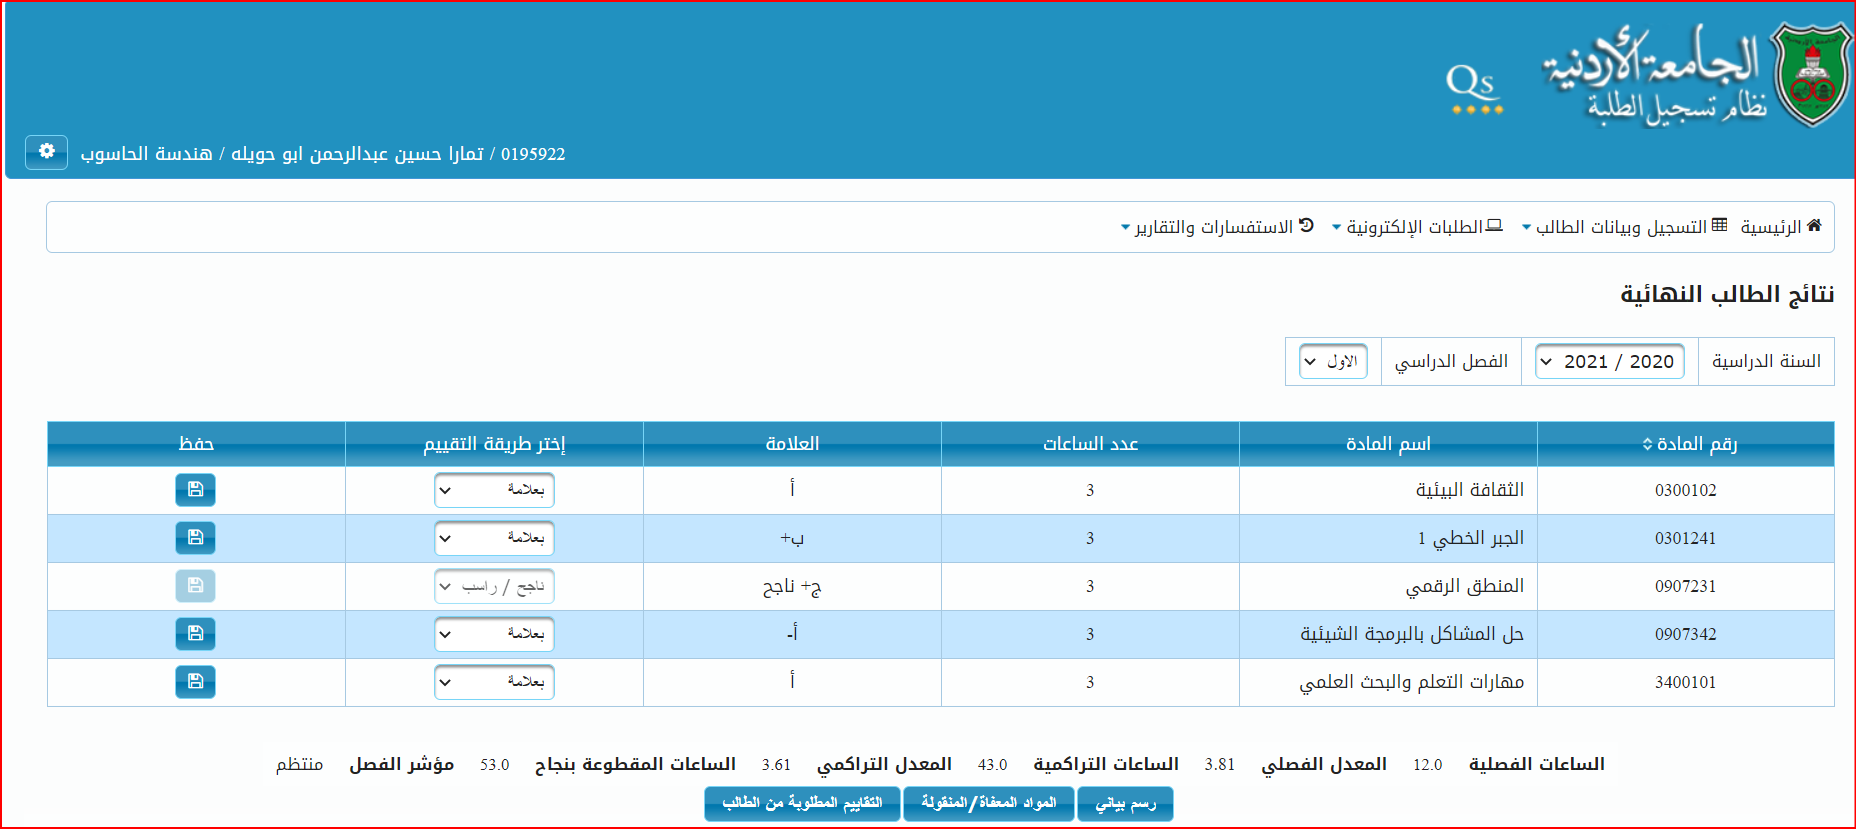 الجامعة الأردنية
نظام تسجيل الطلبة
QS
0195922 / تمارا حسين عبدالرحمن ابو حويله / هندسة الحاسوب
الرئيسية التسجيل وبيانات الطالب الطلبات الإلكترونية الاستفسارات والتقارير
نتائج الطالب النهائية
السنة الدراسية 2020 / 2021 الفصل الدراسي الاول
رقم المادة اسم المادة عدد الساعات العلامة إختر طريقة التقييم حفظ
0300102 الثقافة البيئية 3 أ بعلامة
0301241 الجبر الخطي 1 3 ب+ بعلامة
0907231 المنطق الرقمي 3 ج+ ناجح ناجح / راسب
0907342 حل المشاكل بالبرمجة الشيئية 3 أ- بعلامة
3400101 مهارات التعلم والبحث العلمي 3 أ بعلامة
الساعات الفصلية 12.0 المعدل الفصلي 3.81 الساعات التراكمية 43.0 المعدل التراكمي 3.61 الساعات المقطوعة بنجاح 53.0 مؤشر الفصل منتظم
رسم بياني المواد المعفاة/المنقولة التقاييم المطلوبة من الطالب